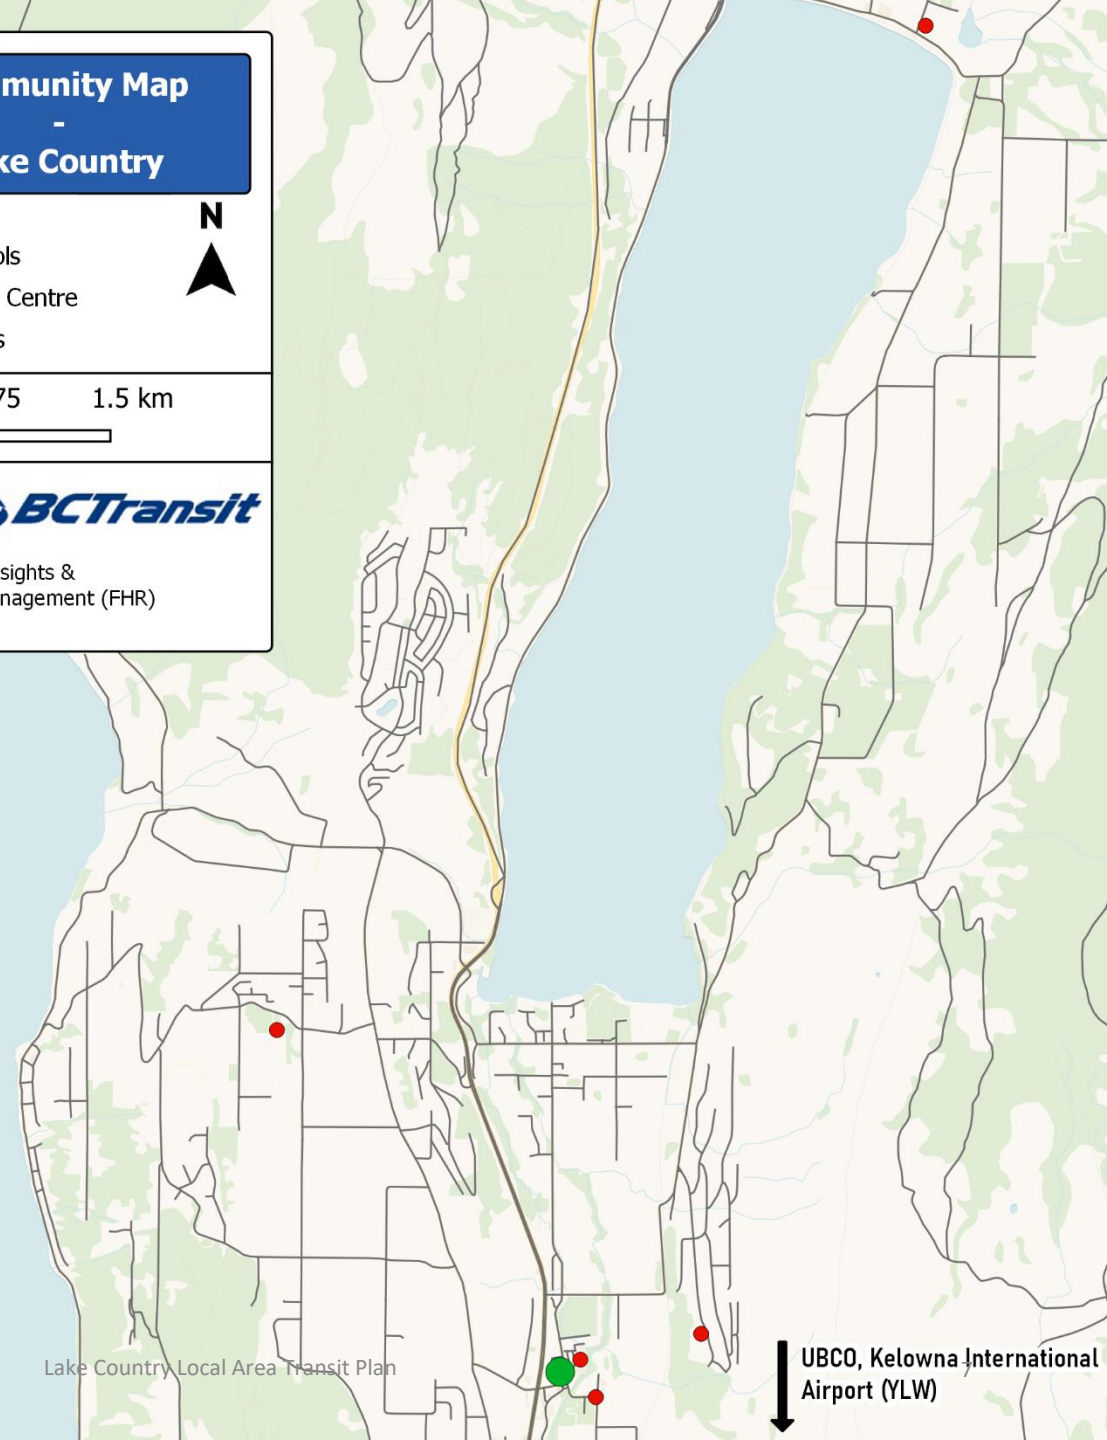 munity Map
-
ke Country
N
ols
Centre
s
75 1.5 km
BCTransit
sights &
nagement (FHR)
UBCO, Kelowna International
Airport (YLW)
Lake Country Local Area Transit Plan
7